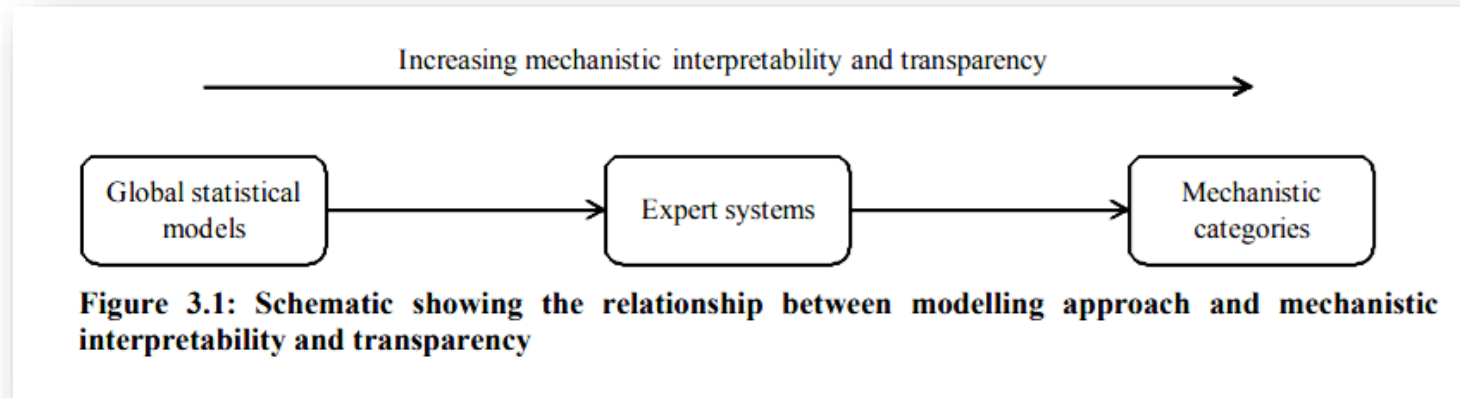 Increasing mechanistic interpretability and transparency
Global statistical
models
Expert systems
Mechanistic
categories
Figure 3.1: Schematic showing the relationship between modelling approach and mechanistic
interpretability and transparency